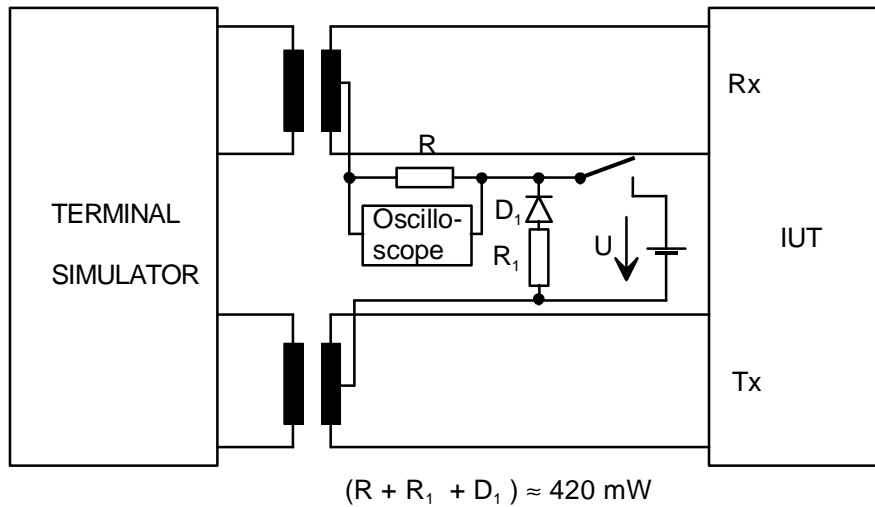 Rx
R
TERMINAL
SIMULATOR
Oscillo-
scope
D1
R1
U
IUT
Tx
(R + R1 + D1 ) ≈ 420 mW